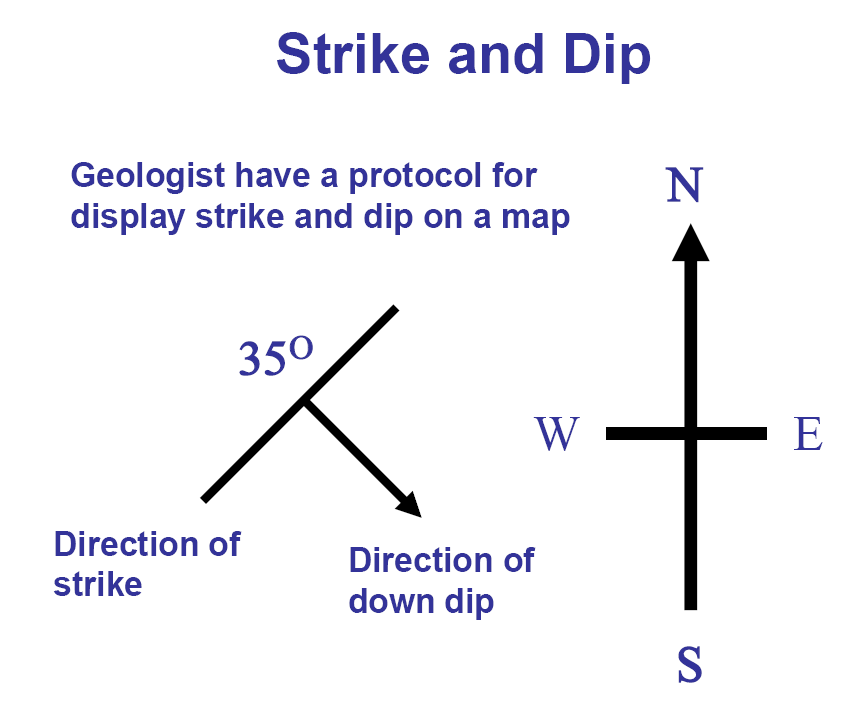 Strike and Dip
Geologist have a protocol for
display strike and dip on a map
N
35º
W
E
Direction of
strike
Direction of
down dip
S